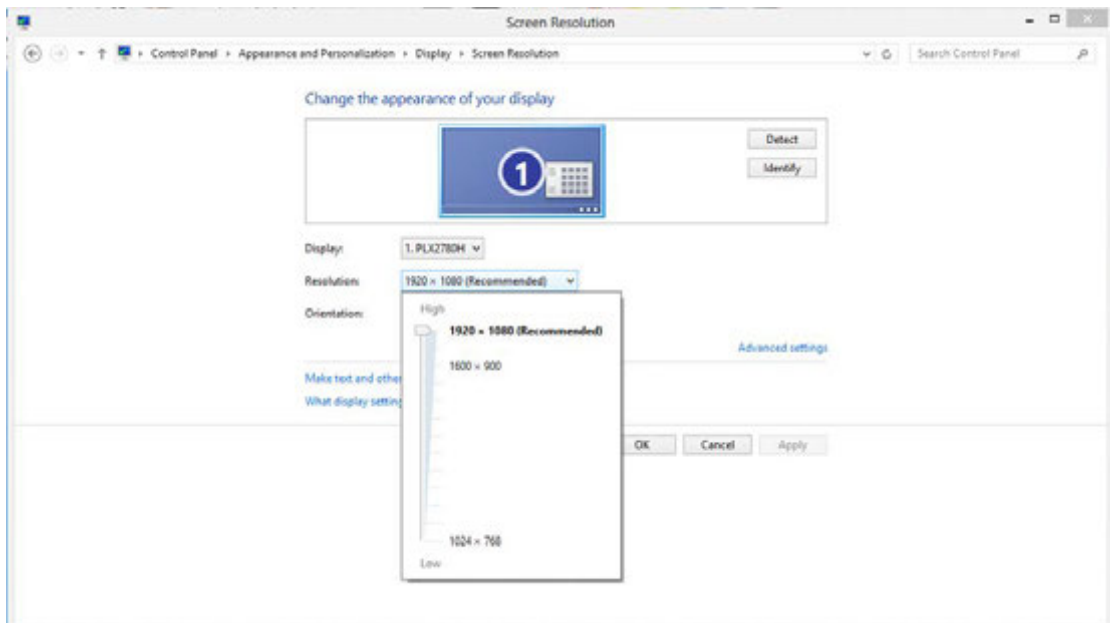 Screen Resolution
Control Panel Appearance and Personalization Display Screen Resolution
Search Control Panel
Change the appearance of your display
1
Detect
Identify
Display:
1. PLX2780H
Resolution:
1920 × 1080 (Recommended)
Orientation:
High
1920 × 1080 (Recommended)
1600 × 900
1024 × 768
Low
Advanced settings
Make text and othe
What display setting
OK
Cancel
Apply